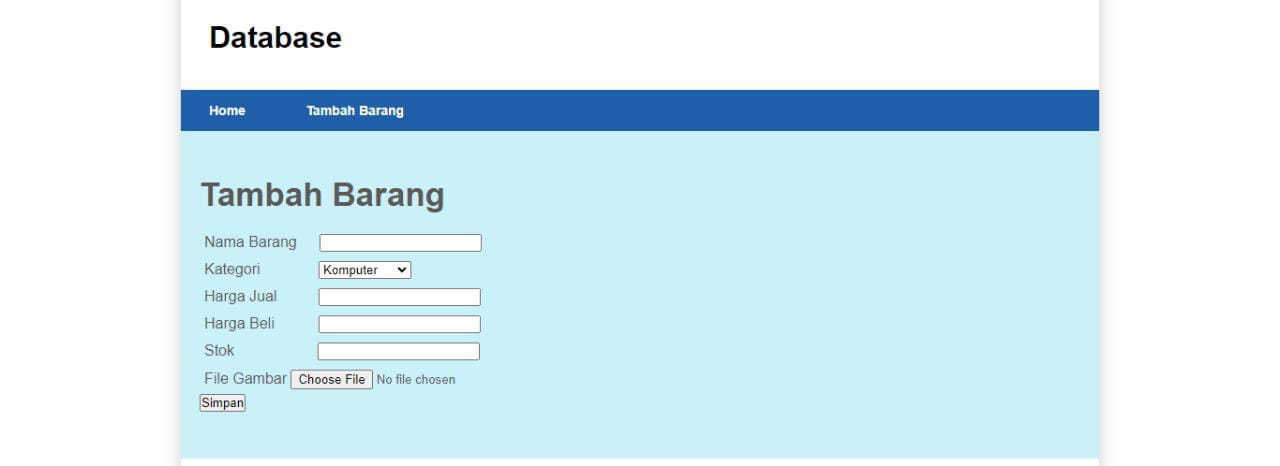 Database
Home Tambah Barang
Tambah Barang
Nama Barang
Kategori Komputer
Harga Jual
Harga Beli
Stok
File Gambar Choose File No file chosen
Simpan